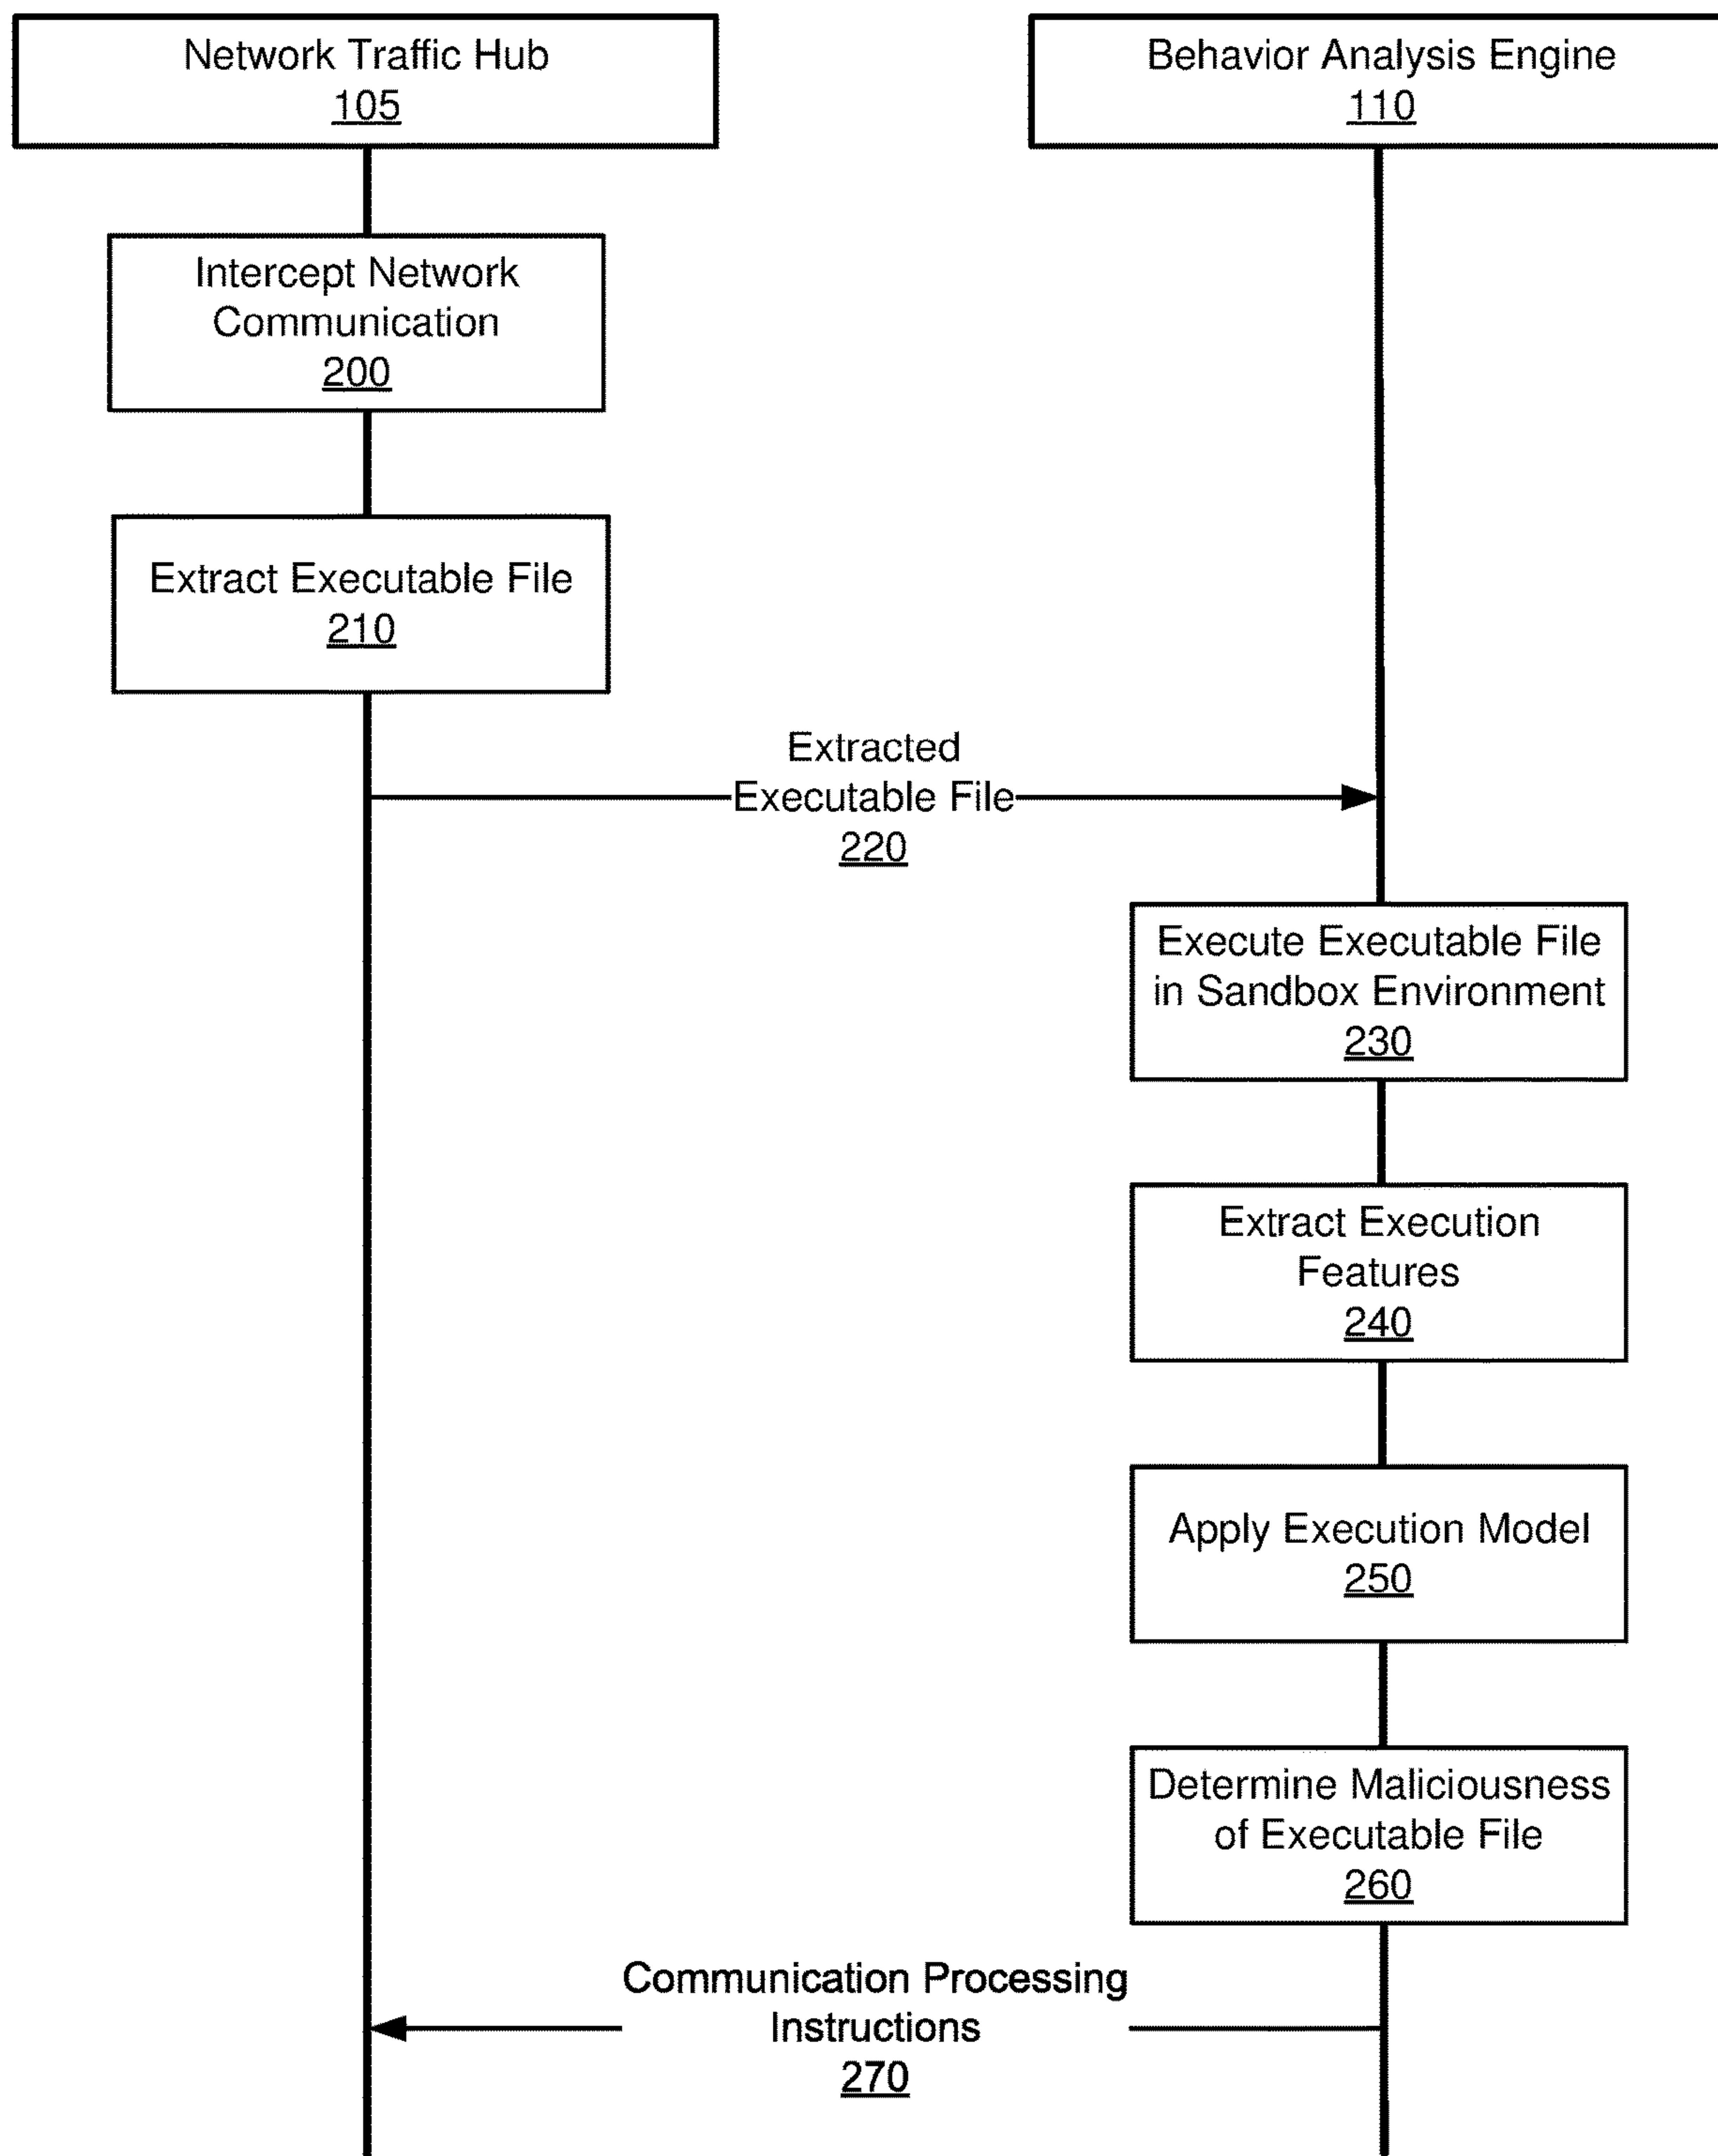 Network Traffic Hub
105
Behavior Analysis Engine
110
Intercept Network
Communication
200
Extract Executable File
210
Extracted
Executable File
220
Execute Executable File
in Sandbox Environment
230
Extract Execution
Features
240
Apply Execution Model
250
Determine Maliciousness
of Executable File
260
Communication Processing
Instructions
270